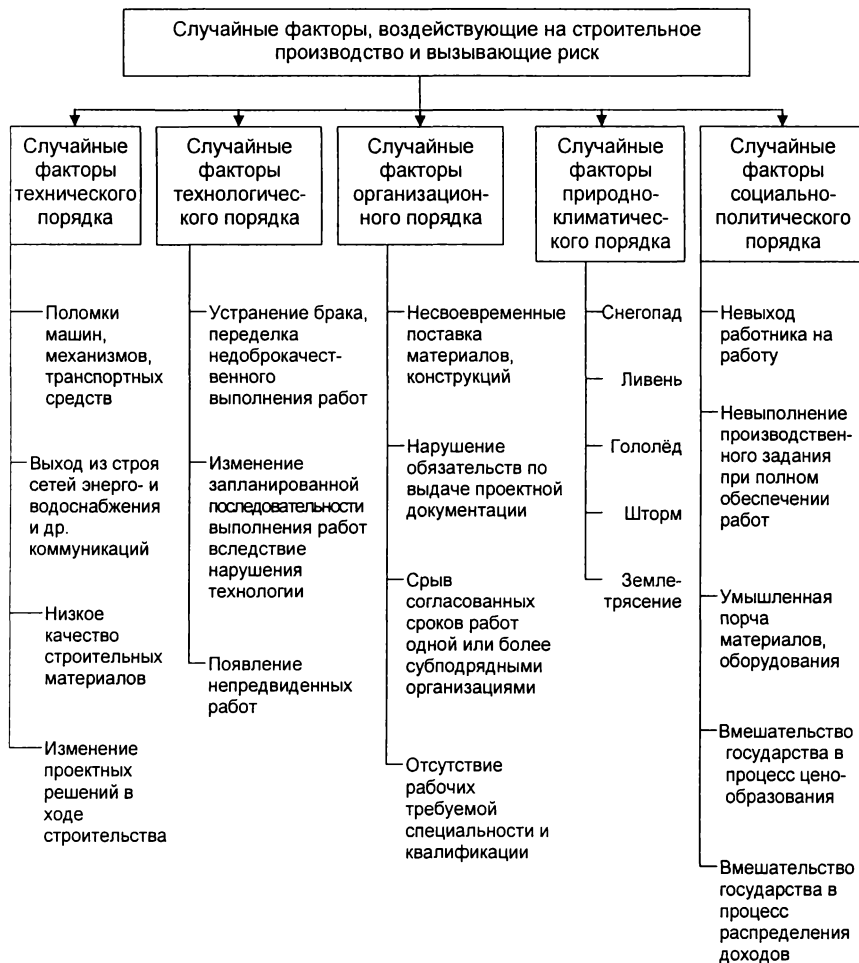 Случайные факторы, воздействующие на строительное
производство и вызывающие риск
Случайные
факторы
технического
порядка
Поломки
машин,
механизмов,
транспортных
средств
Выход из строя
сетей энерго- и
водоснабжения
и др.
коммуникаций
Низкое
качество
строительных
материалов
Изменение
проектных
решений в
ходе
строительства
Случайные
факторы
технологичес-
кого порядка
Устранение брака,
переделка
недоброкачест-
венного
выполнения работ
Изменение
запланированной
последовательности
выполнения работ
вследствие
нарушения
технологии
Появление
непредвиденных
работ
Случайные
факторы
организацион-
ного порядка
Несвоевременные
поставка
материалов,
конструкций
Нарушение
обязательств по
выдаче проектной
документации
Срыв
согласованных
сроков работ
одной или более
субподрядными
организациями
Отсутствие
рабочих
требуемой
специальности и
квалификации
Случайные
факторы
природно-
климатичес-
кого порядка
Снегопад
Ливень
Гололёд
Шторм
Земле-
трясение
Случайные
факторы
социально-
политического
порядка
Невыход
работника на
работу
Невыполнение
производствен-
ного задания
при полном
обеспечении
работ
Умышленная
порча
материалов,
оборудования
Вмешательство
государства в
процесс цено-
образования
Вмешательство
государства в
процесс
распределения
доходов